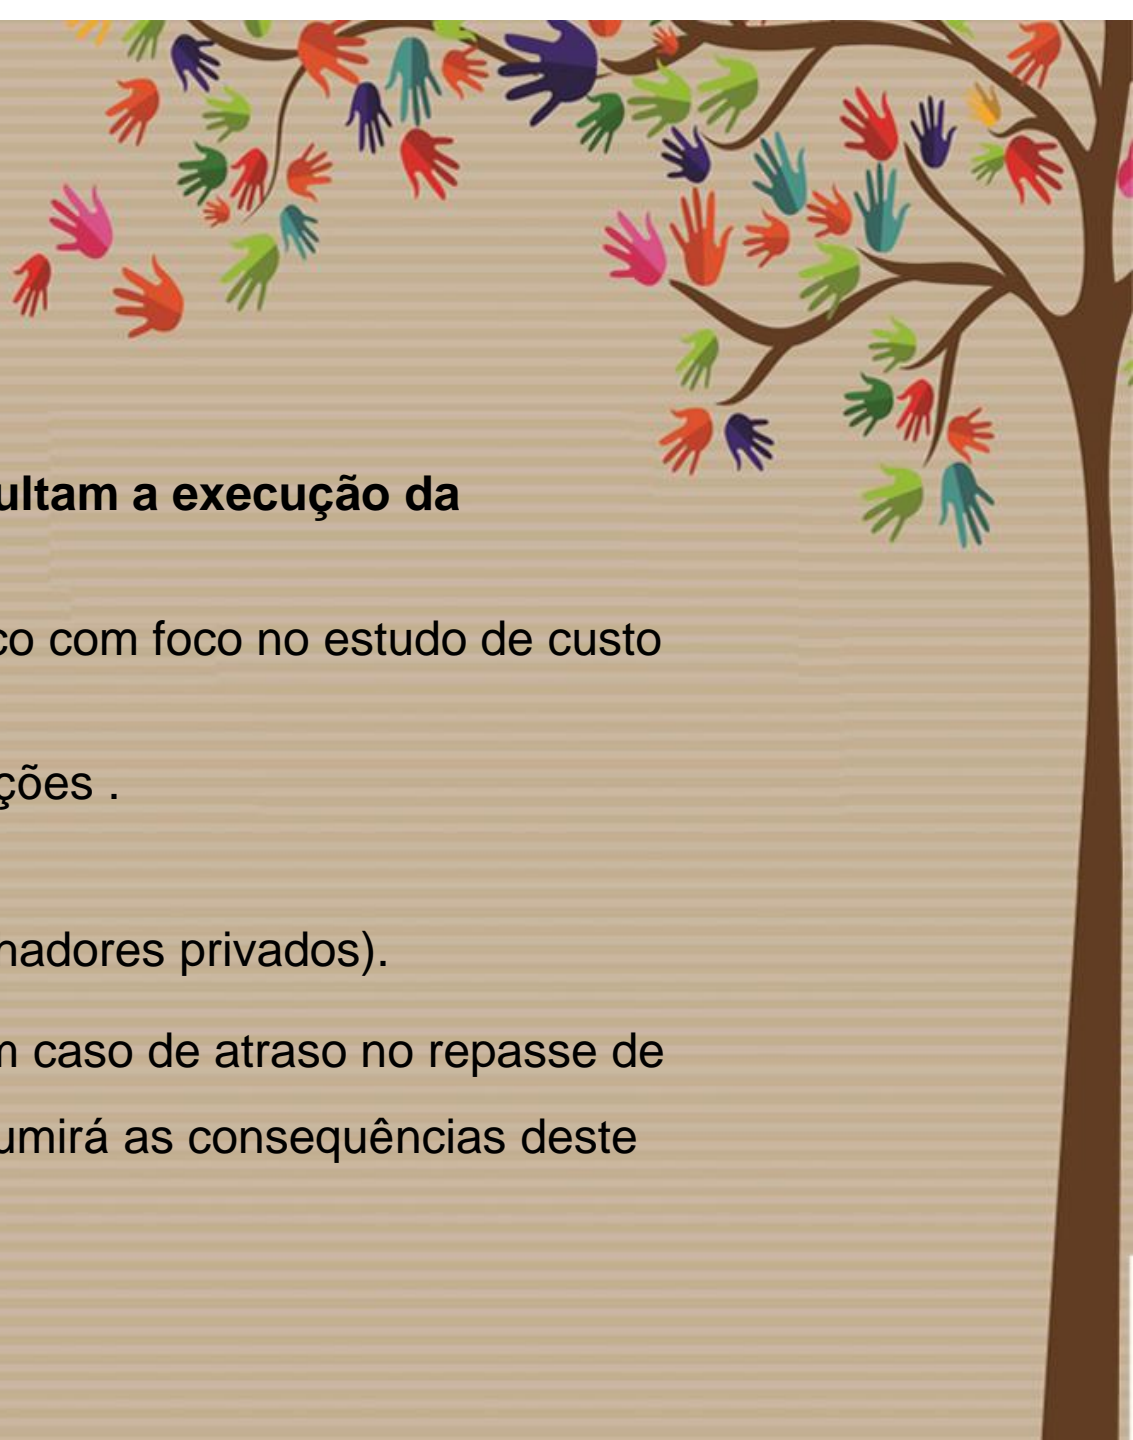 ultam a execução da
co com foco no estudo de custo
ções .
nadores privados).
m caso de atraso no repasse de
umirá as consequências deste